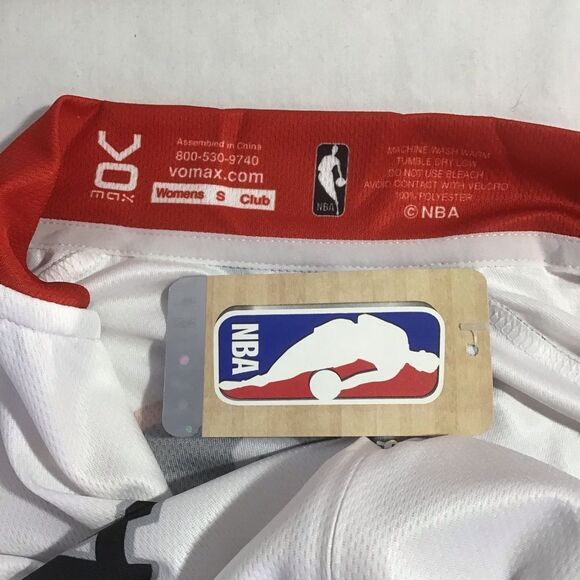 VO
max
Assembled in China
800-530-9740
vomax.com
Womens S Club
NBA
MACHINE WASH WARM
TUMBLE DRY LOW
DO NOT USE BLEACH
AVOID CONTACT WITH VELCRO
100% POLYESTER
©NBA
NBA